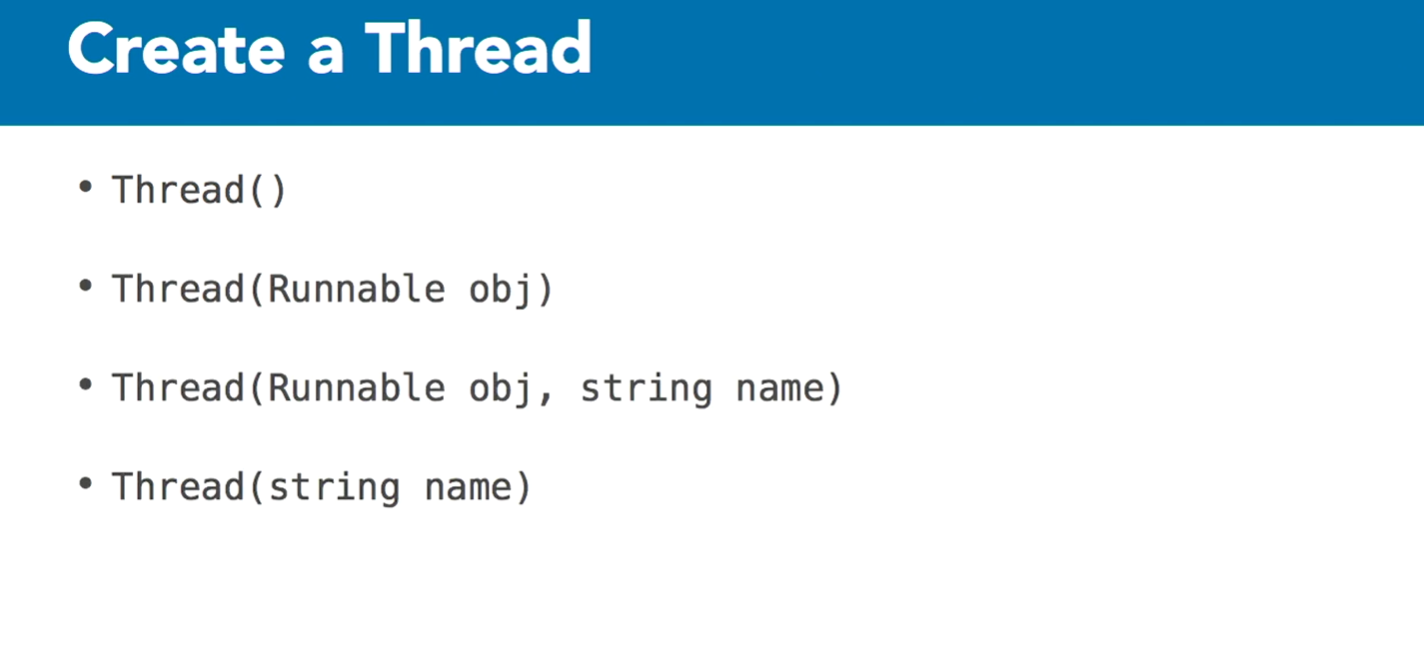 Create a Thread
• Thread()
• Thread(Runnable obj)
• Thread(Runnable obj, string name)
• Thread(string name)